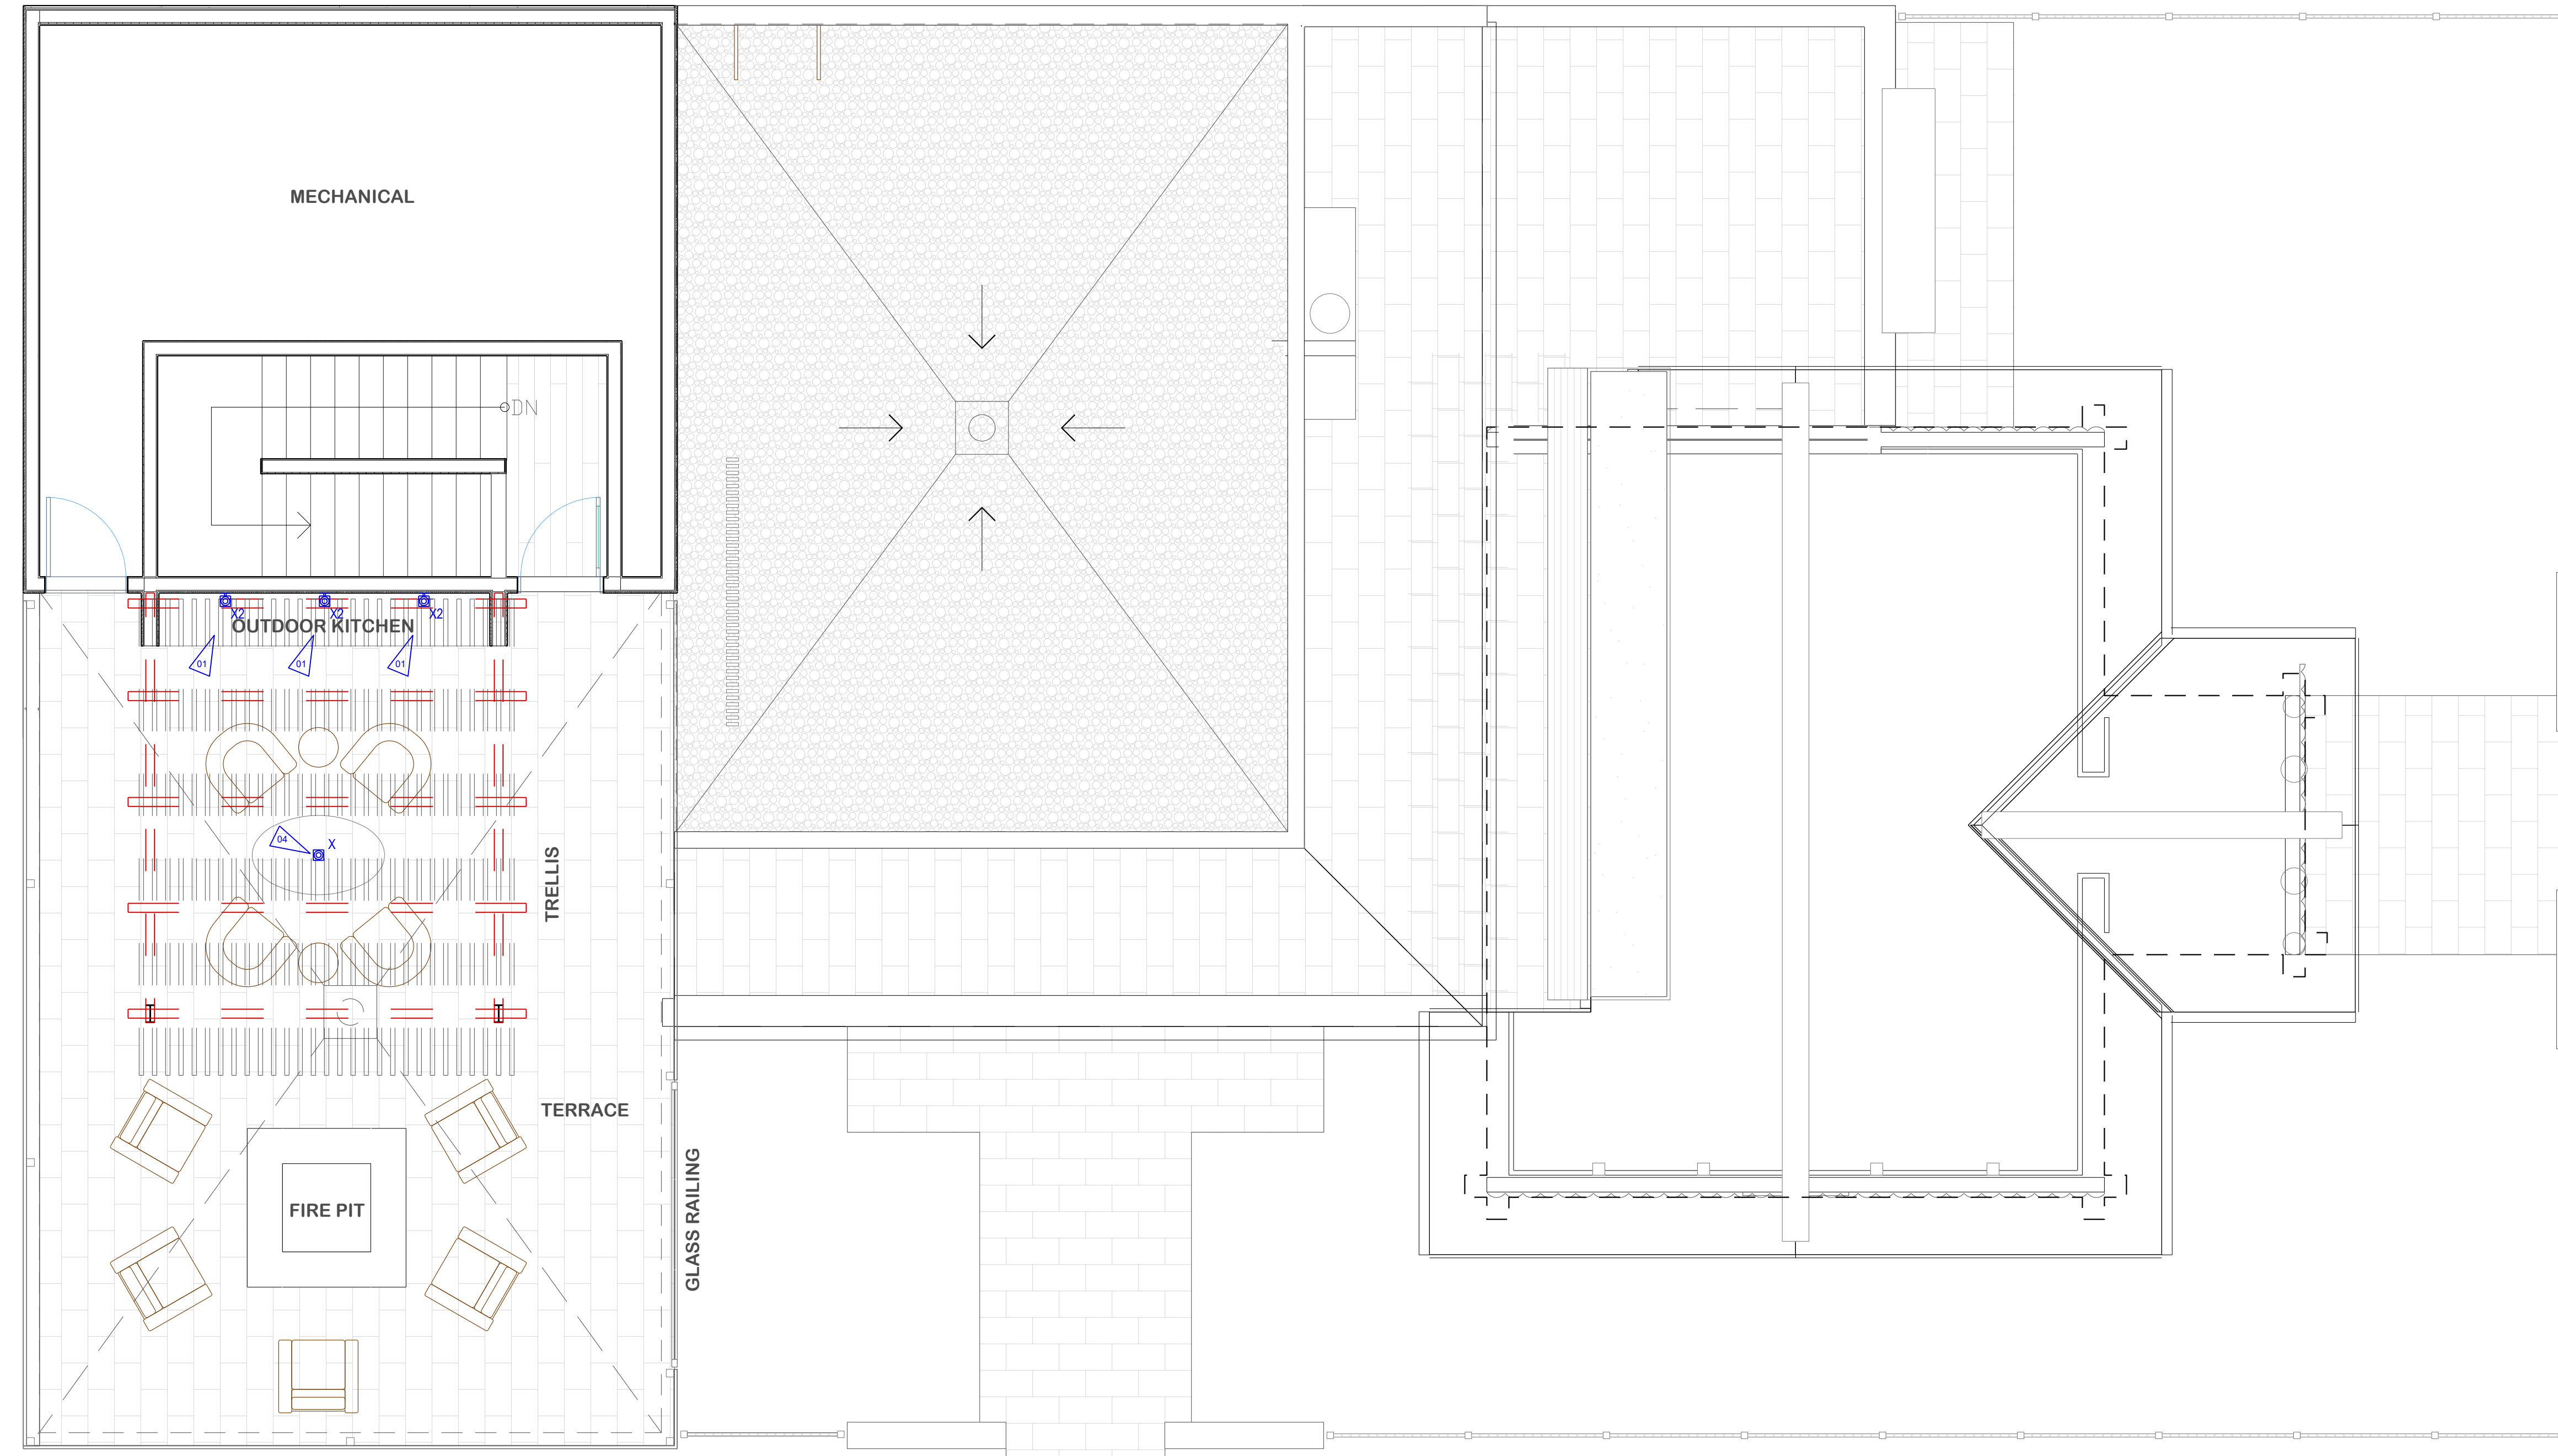 MECHANICAL
DN
X2
X2
X2
OUTDOOR KITCHEN
01
01
01
04
X
TRELLIS
TERRACE
GLASS RAILING
FIRE PIT